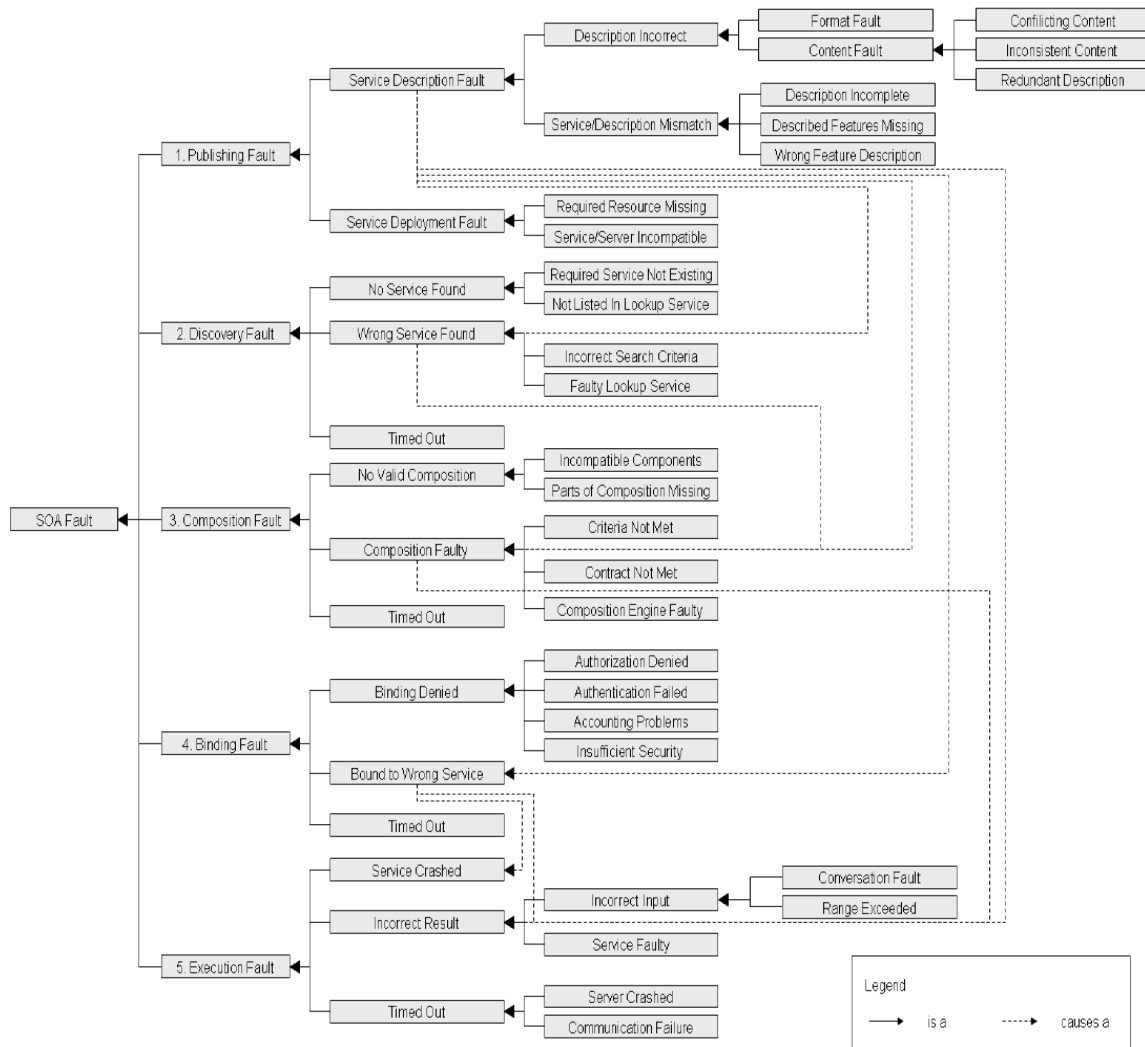 Description Incorrect
Format Fault
Content Fault
Confilicting Content
Inconsistent Content
Redundant Description
Service Description Fault
Service/Description Mismatch
Description Incomplete
Described Features Missing
Wrong Feature Description
1. Publishing Fault
Service Deployment Fault
Required Resource Missing
Service/Server Incompatible
No Service Found
Required Service Not Existing
Not Listed In Lookup Service
2. Discovery Fault
Wrong Service Found
Incorrect Search Criteria
Faulty Lookup Service
Timed Out
No Valid Composition
Incompatible Components
Parts of Composition Missing
SOA Fault
3. Composition Fault
Composition Faulty
Criteria Not Met
Contract Not Met
Composition Engine Faulty
Timed Out
Binding Denied
Authorization Denied
Authentication Failed
Accounting Problems
Insufficient Security
4. Binding Fault
Bound to Wrong Service
Timed Out
Service Crashed
Incorrect Result
Incorrect Input
Conversation Fault
Range Exceeded
Service Faulty
5. Execution Fault
Timed Out
Server Crashed
Communication Failure
Legend
is a
causes a